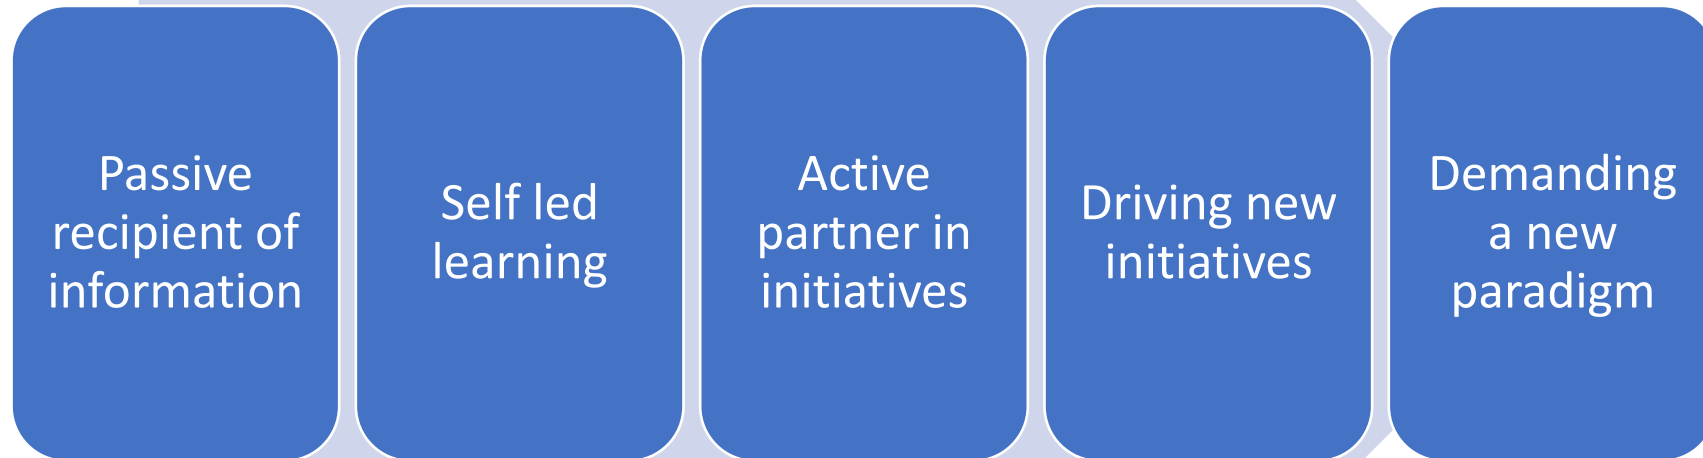 Passive
recipient of
information
Self led
learning
Active
partner in
initiatives
Driving new
initiatives
Demanding
a new
paradigm